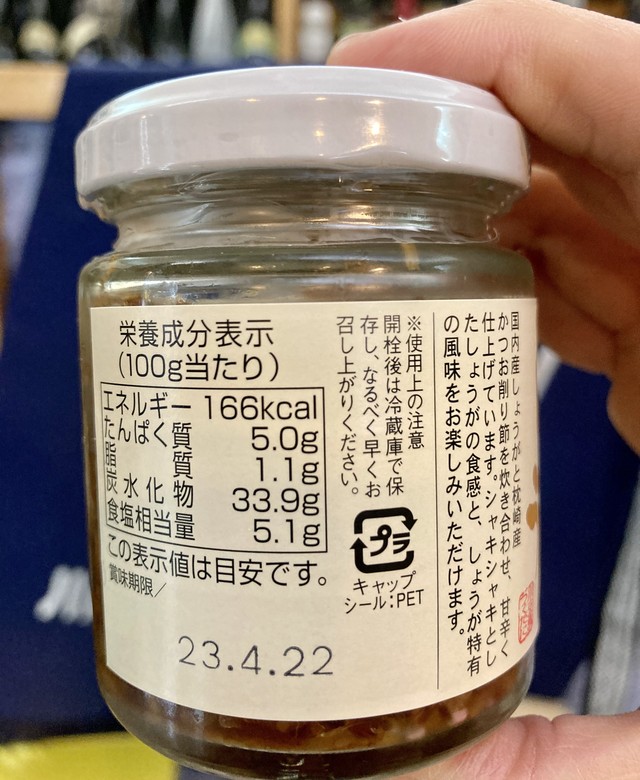 栄養成分表示
(100g当たり)
エネルギー 166kcal
たんぱく質 5.0g
脂質 1.1g
炭水化物 33.9g
食塩相当量 5.1g
この表示値は目安です。
賞味期限/
23.4.22
※使用上の注意
開栓後は冷蔵庫で保
存し、なるべく早くお
召し上がりください。
プラ
キャップ
シール:PET
国内産しょうがと枕崎産
かつお削り節を炊き合わせ、甘辛く
仕上げています。シャキシャキとし
たしょうがの食感と、しょうが特有
の風味をお楽しみいただけます。